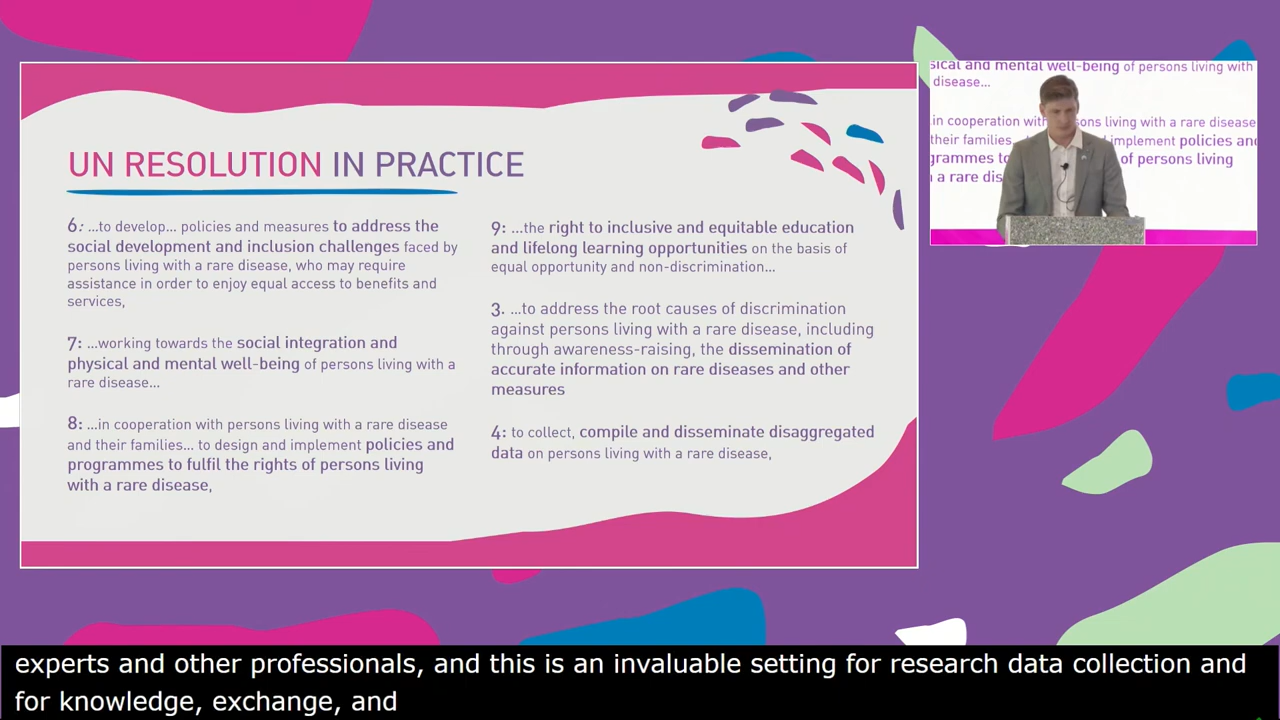 UN RESOLUTION IN PRACTICE
6: ...to develop... policies and measures to address the
social development and inclusion challenges faced by
persons living with a rare disease, who may require
assistance in order to enjoy equal access to benefits and
services,
7: ...working towards the social integration and
physical and mental well-being of persons living with a
rare disease...
8: ...in cooperation with persons living with a rare disease
and their families... to design and implement policies and
programmes to fulfil the rights of persons living
with a rare disease,
9: ...the right to inclusive and equitable education
and lifelong learning opportunities on the basis of
equal opportunity and non-discrimination...
3. ...to address the root causes of discrimination
against persons living with a rare disease, including
through awareness-raising, the dissemination of
accurate information on rare diseases and other
measures
4: to collect, compile and disseminate disaggregated
data on persons living with a rare disease,
sical and mental well-being of persons living with
disease...
in cooperation with sons living with a rare disease
their families... implement policies and
grammes to of persons living
a rare dis
experts and other professionals, and this is an invaluable setting for research data collection and
for knowledge, exchange, and